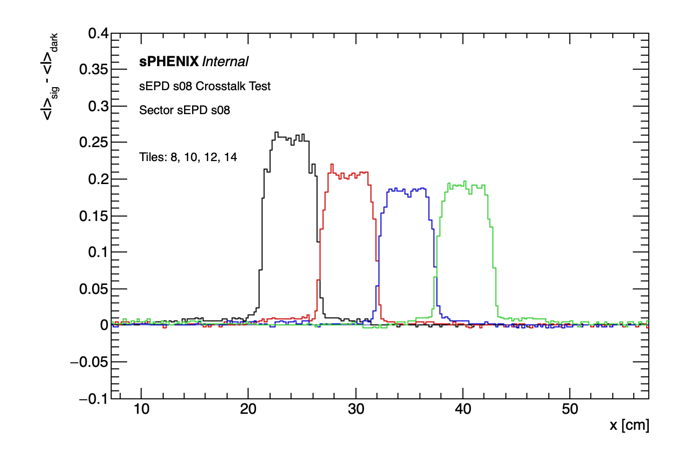 0.4
<I>sig - <I>dark
0.35
sPHENIX Internal
0.3
sEPD s08 Crosstalk Test
Sector sEPD s08
0.25
0.2
Tiles: 8, 10, 12, 14
0.15
0.1
0.05
0
−0.05
−0.1
10 20 30 40 50
x [cm]